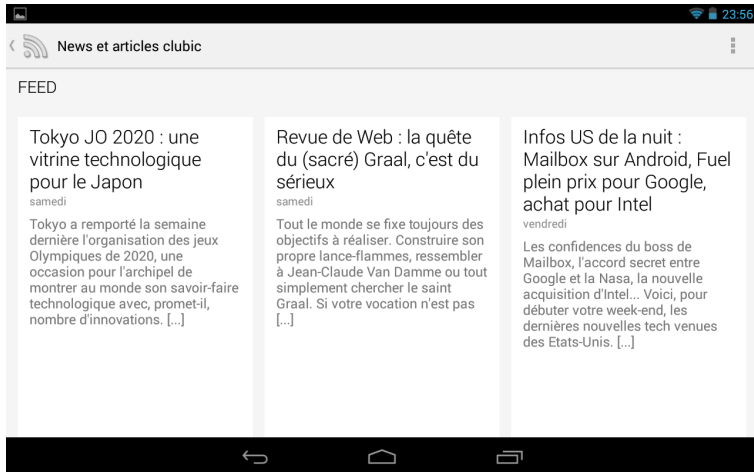 23:56
News et articles clubic
FEED
Tokyo JO 2020 : une
vitrine technologique
pour le Japon
samedi
Tokyo a remporté la semaine
dernière l'organisation des jeux
Olympiques de 2020, une
occasion pour l'archipel de
montrer au monde son savoir-faire
technologique avec, promet-il,
nombre d'innovations. [...]
Revue de Web : la quête
du (sacré) Graal, c'est du
sérieux
samedi
Tout le monde se fixe toujours des
objectifs à réaliser. Construire son
propre lance-flammes, ressembler
à Jean-Claude Van Damme ou tout
simplement chercher le saint
Graal. Si votre vocation n'est pas
[...]
Infos US de la nuit :
Mailbox sur Android, Fuel
plein prix pour Google,
achat pour Intel
vendredi
Les confidences du boss de
Mailbox, l'accord secret entre
Google et la Nasa, la nouvelle
acquisition d'Intel... Voici, pour
débuter votre week-end, les
dernières nouvelles tech venues
des Etats-Unis. [...]